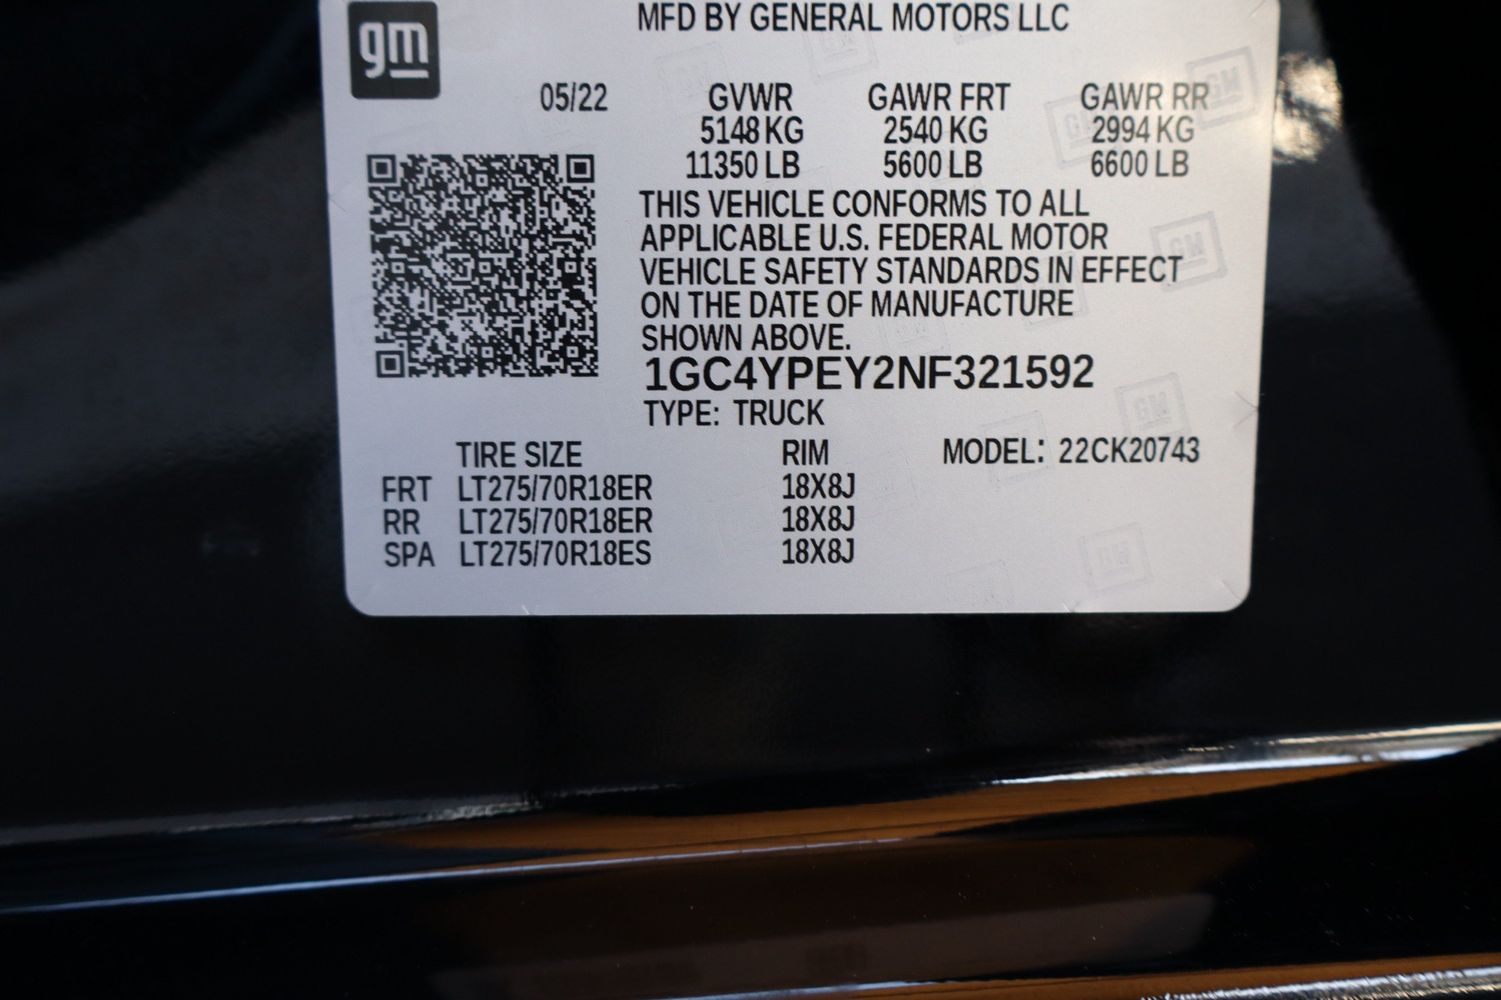 gm
MFD BY GENERAL MOTORS LLC
05/22 GVWR GAWR FRT GAWR RR
5148 KG 2540 KG 2994 KG
11350 LB 5600 LB 6600 LB
THIS VEHICLE CONFORMS TO ALL
APPLICABLE U.S. FEDERAL MOTOR
VEHICLE SAFETY STANDARDS IN EFFECT
ON THE DATE OF MANUFACTURE
SHOWN ABOVE.
1GC4YPEY2NF321592
TYPE: TRUCK
TIRE SIZE RIM MODEL: 22CK20743
FRT LT275/70R18ER 18X8J
RR LT275/70R18ER 18X8J
SPA LT275/70R18ES 18X8J